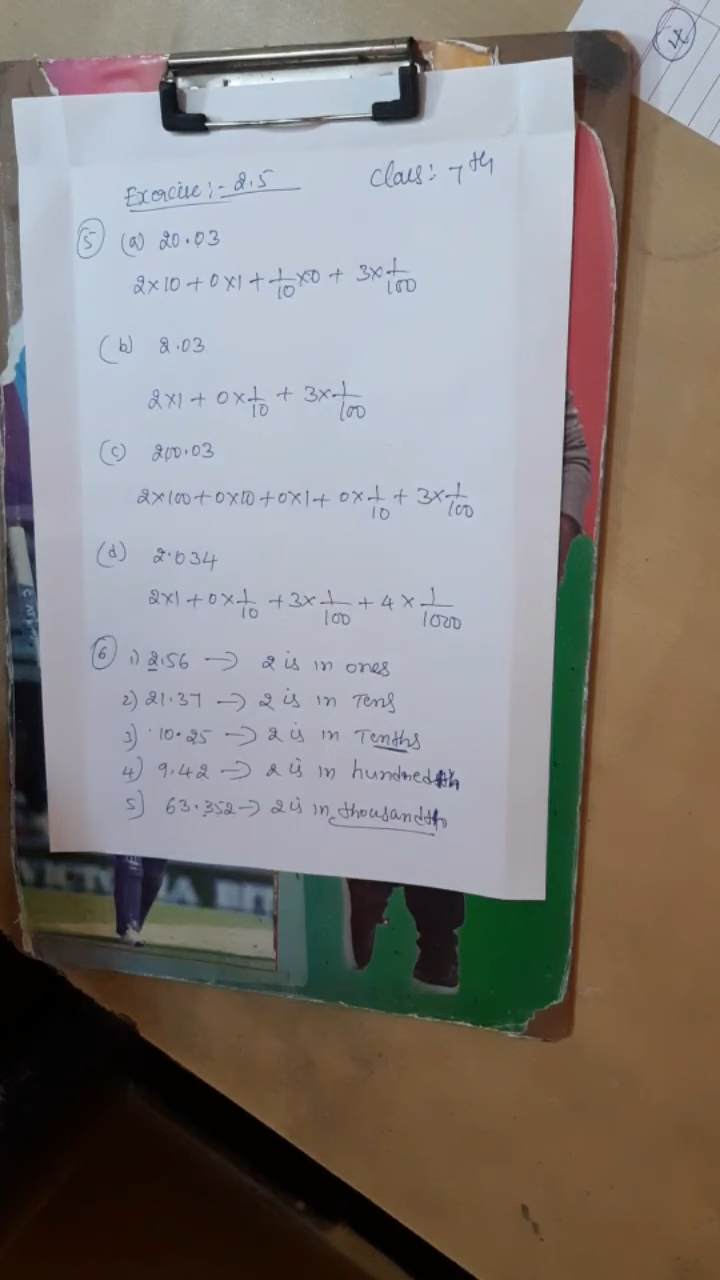 Exercise :- 2.5 Class: 7th
5 (a) 20.03
2×10 + 0×1 + 1/10 ×0 + 3× 1/100
(b) 2.03
2×1 + 0× 1/10 + 3× 1/100
(c) 200.03
2×100 + 0×10 + 0×1 + 0× 1/10 + 3× 1/100
(d) 2.034
2×1 + 0× 1/10 + 3× 1/100 + 4 × 1/1000
6 1) 2.56 → 2 is in ones
2) 21.37 → 2 is in Tens
3) 10.25 → 2 is in Tenths
4) 9.42 → 2 is in hundredth
5) 63.352 → 2 is in thousandth